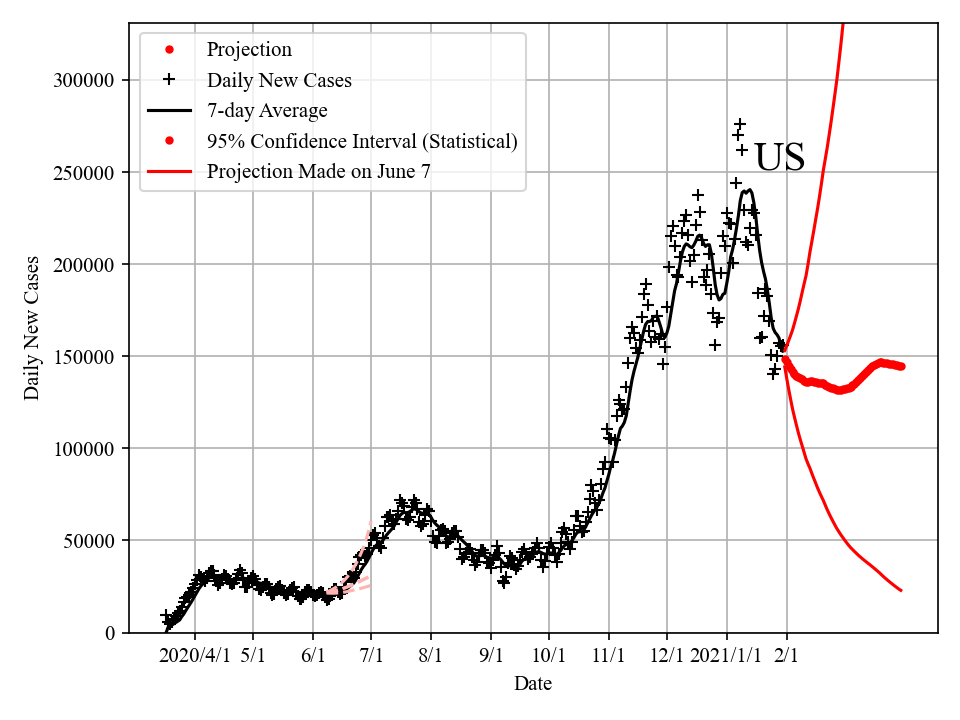 Projection
Daily New Cases
7-day Average
95% Confidence Interval (Statistical)
Projection Made on June 7
US
300000
250000
200000
150000
100000
50000
0
Daily New Cases
2020/4/1 5/1 6/1 7/1 8/1 9/1 10/1 11/1 12/1 2021/1/1 2/1
Date